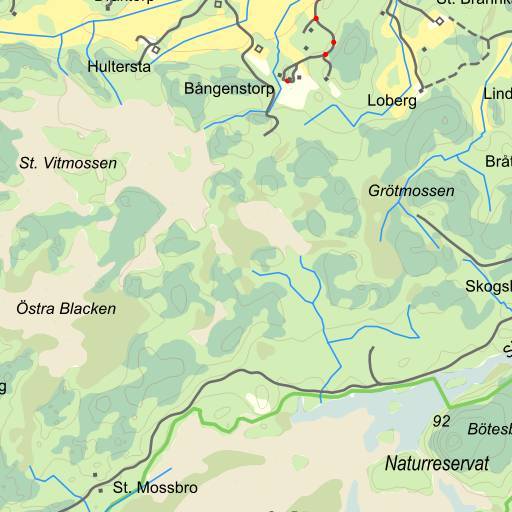 Hultersta
Bångenstorp
Loberg
St. Vitmossen
Grötmossen
Östra Blacken
92
Naturreservat
St. Mossbro